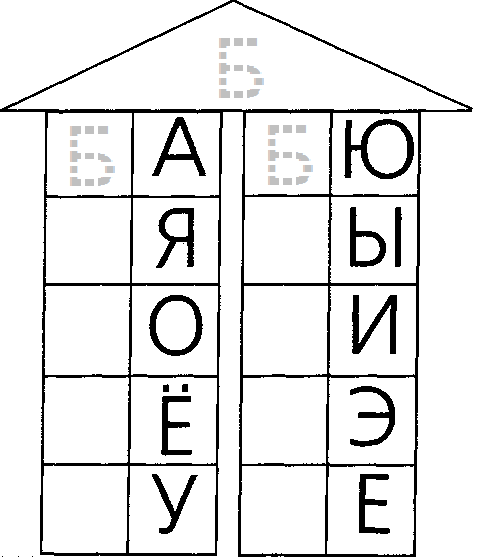 Б
Б А Б Ю
Я Ы
О И
Ё Э
У Е